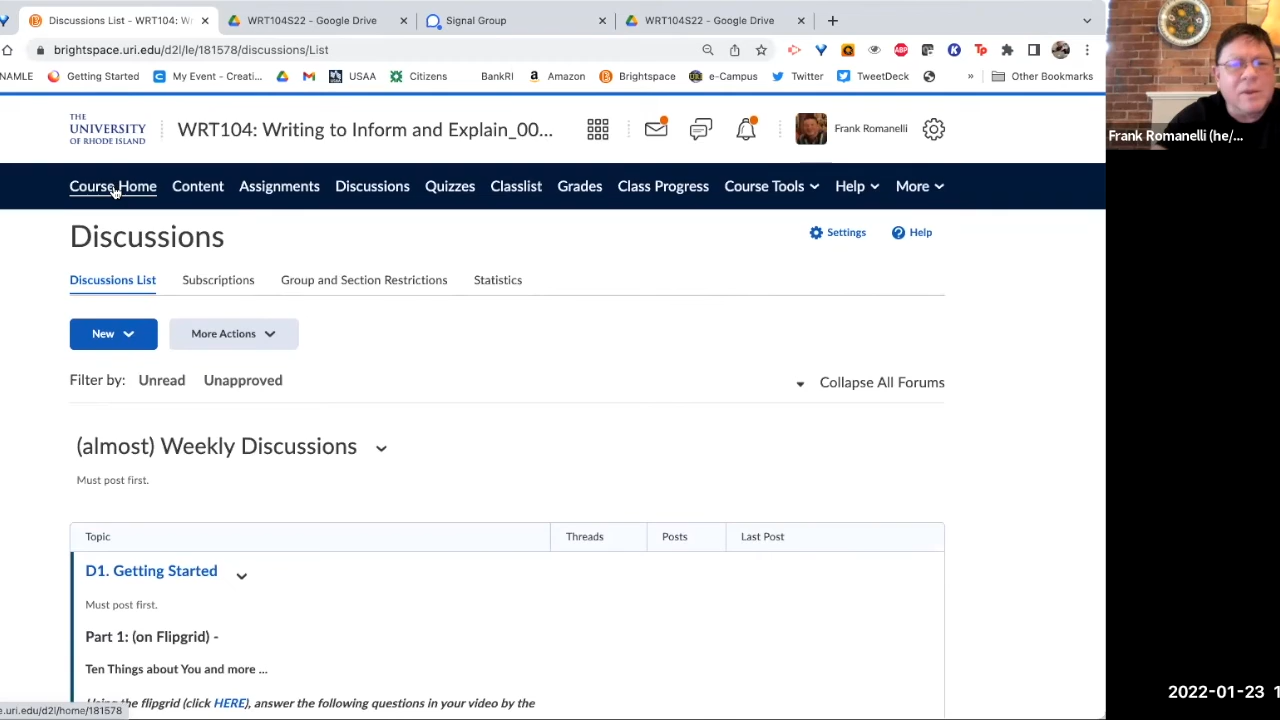 Discussions List - WRT104: W
WRT104S22 - Google Drive
Signal Group
WRT104S22 - Google Drive
brightspace.uri.edu/d2l/le/181578/discussions/List
NAMLE
Getting Started
My Event - Creati...
USAA
Citizens
BankRI
Amazon
Brightspace
e-Campus
Twitter
TweetDeck
»
Other Bookmarks
THE
UNIVERSITY
OF RHODE ISLAND
WRT104: Writing to Inform and Explain_00...
Frank Romanelli
Frank Romanelli (he/...
Course Home Content Assignments Discussions Quizzes Classlist Grades Class Progress Course Tools Help More
Discussions
Settings
Help
Discussions List
Subscriptions
Group and Section Restrictions
Statistics
New
More Actions
Filter by: Unread Unapproved
Collapse All Forums
(almost) Weekly Discussions
Must post first.
Topic Threads Posts Last Post
D1. Getting Started
Must post first.
Part 1: (on Flipgrid) -
Ten Things about You and more ...
Using the flipgrid (click HERE), answer the following questions in your video by the
e.uri.edu/d2l/home/181578
2022-01-23 1